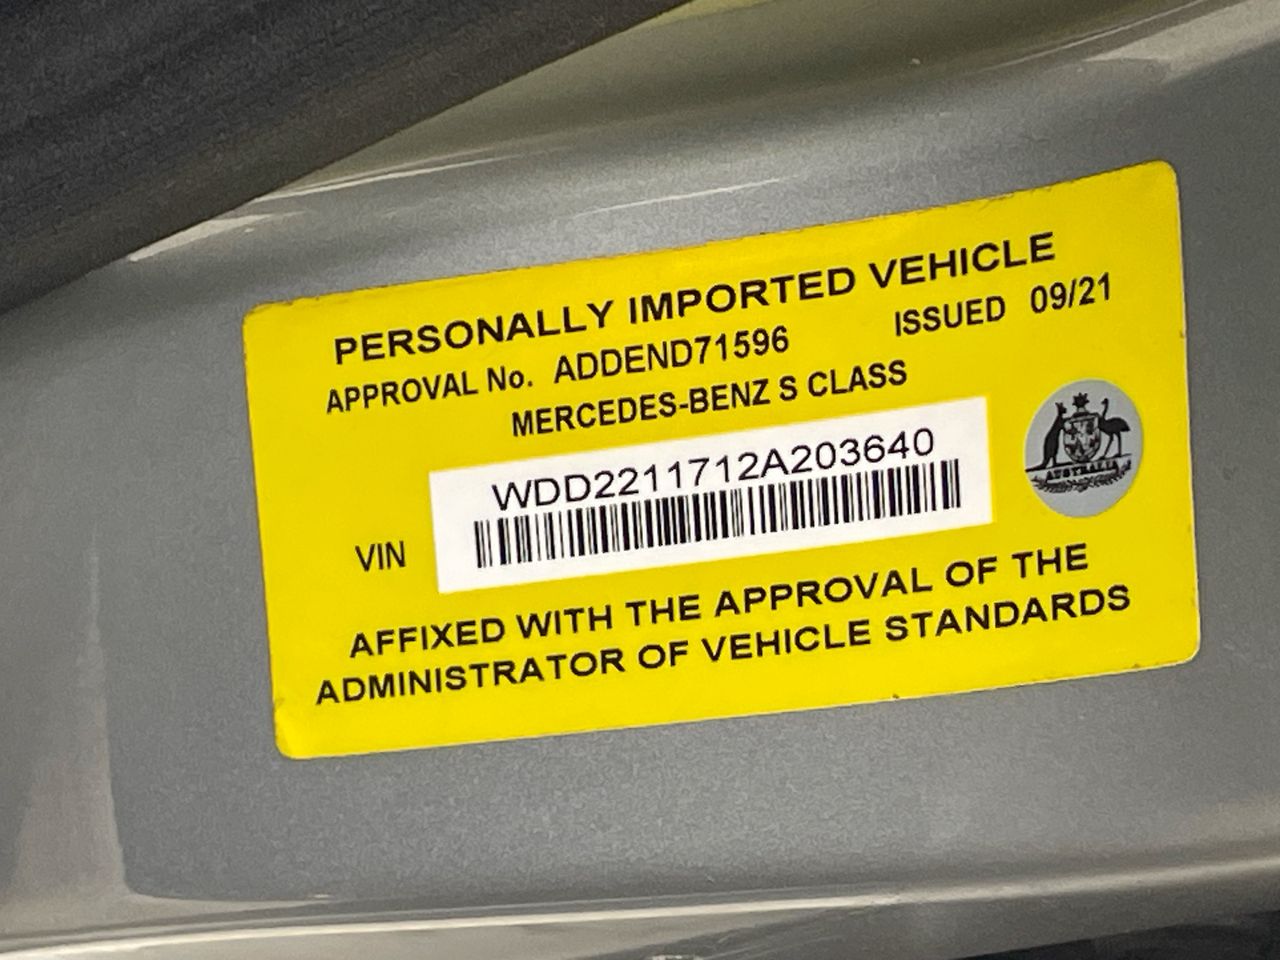 PERSONALLY IMPORTED VEHICLE
APPROVAL No. ADDEND71596 ISSUED 09/21
MERCEDES-BENZ S CLASS
WDD2211712A203640
VIN
AUSTRALIA
AFFIXED WITH THE APPROVAL OF THE
ADMINISTRATOR OF VEHICLE STANDARDS